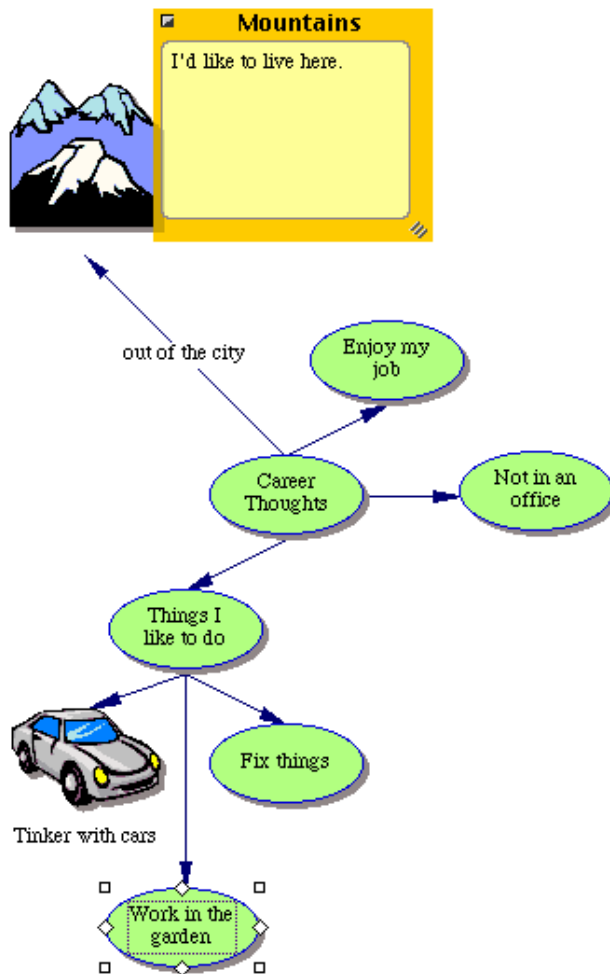 Mountains
I'd like to live here.
out of the city
Enjoy my
job
Career
Thoughts
Not in an
office
Things I
like to do
Fix things
Tinker with cars
Work in the
garden